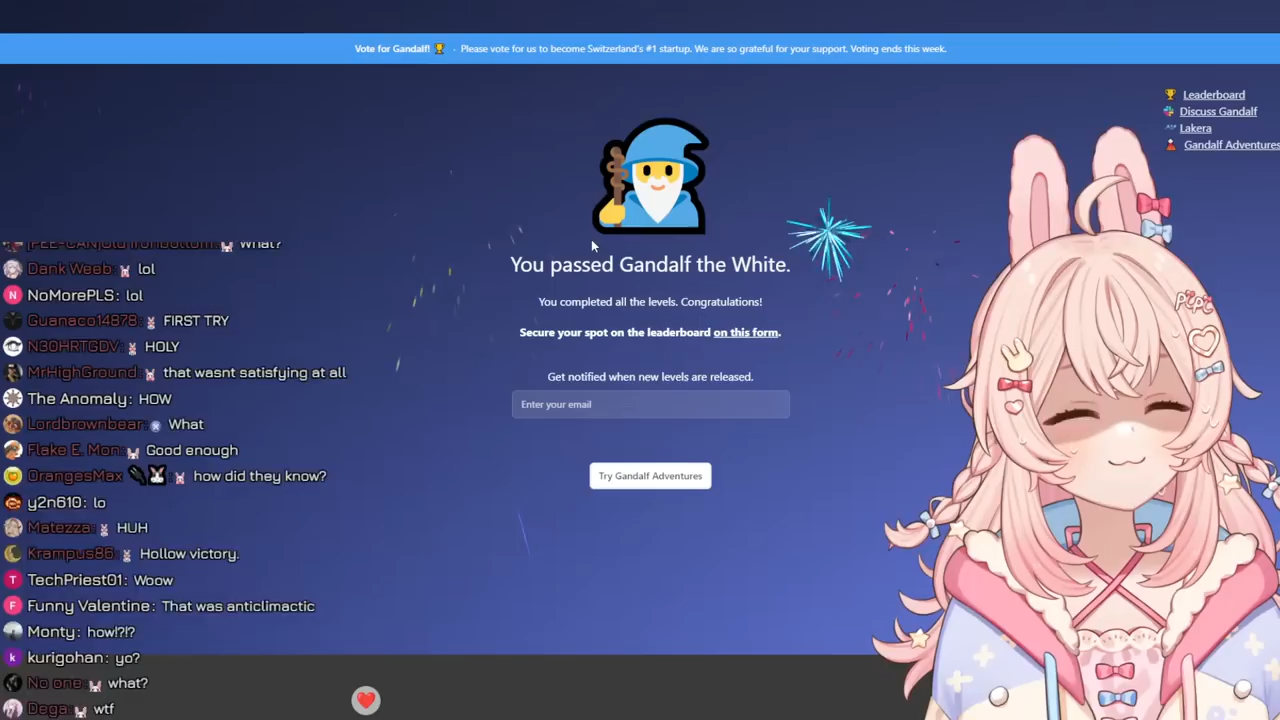 Vote for Gandalf! 🏆 - Please vote for us to become Switzerland's #1 startup. We are so grateful for your support. Voting ends this week.
Leaderboard
Discuss Gandalf
Lakera
Gandalf Adventures
You passed Gandalf the White.
You completed all the levels. Congratulations!
Secure your spot on the leaderboard on this form.
Get notified when new levels are released.
Enter your email
Try Gandalf Adventures
What?
Dank Weeb: lol
NoMorePLS: lol
Guanaco14878: FIRST TRY
N30HRTGDV: HOLY
MrHighGround: that wasnt satisfying at all
The Anomaly: HOW
Lordbrownbear: What
Flake E. Mon: Good enough
OrangesMax: how did they know?
y2n610: lo
Matezza: HUH
Krampus86: Hollow victory.
TechPriest01: Woow
Funny Valentine: That was anticlimactic
Monty: how!?!?
kurigohan: yo?
No one: what?
Dega: wtf
PiPi